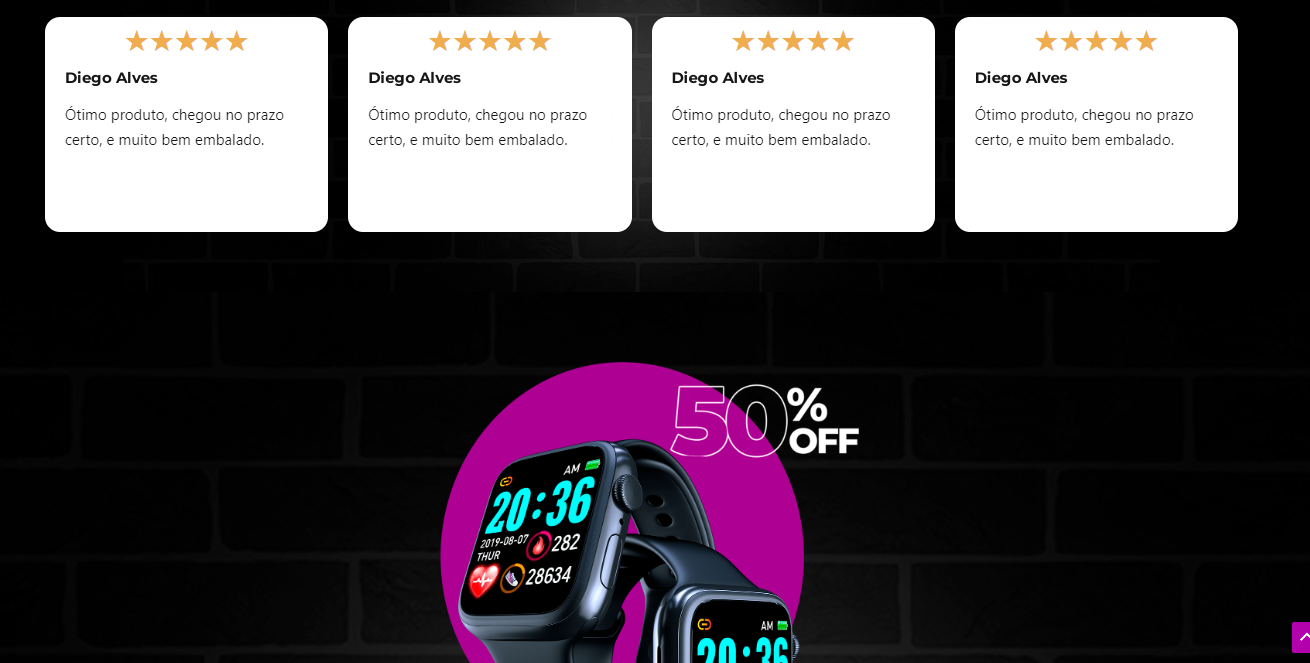 Diego Alves
Ótimo produto, chegou no prazo
certo, e muito bem embalado.
Diego Alves
Ótimo produto, chegou no prazo
certo, e muito bem embalado.
Diego Alves
Ótimo produto, chegou no prazo
certo, e muito bem embalado.
Diego Alves
Ótimo produto, chegou no prazo
certo, e muito bem embalado.
50%
OFF
AM
20:36
2019-08-07
THUR
282
28634
AM
20:36